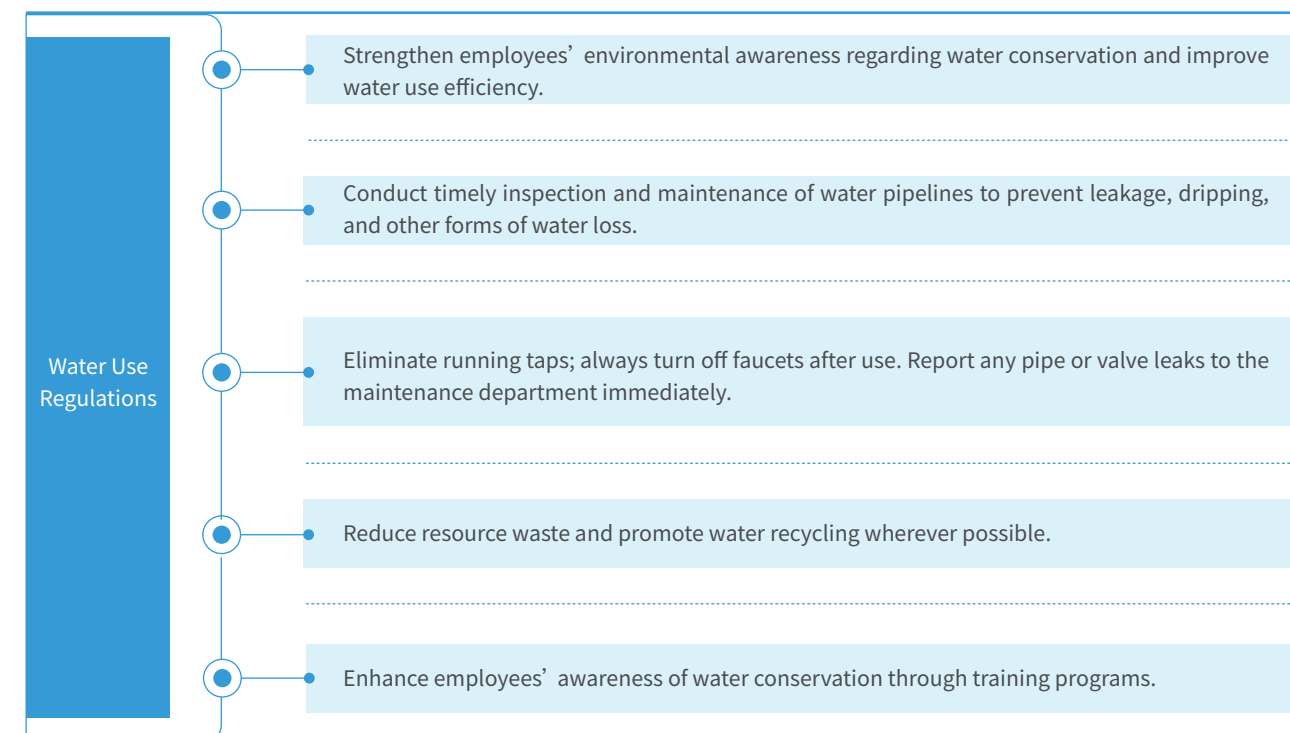 Strengthen employees’ environmental awareness regarding water conservation and improve
water use efficiency.
Conduct timely inspection and maintenance of water pipelines to prevent leakage, dripping,
and other forms of water loss.
Water Use
Regulations
Eliminate running taps; always turn off faucets after use. Report any pipe or valve leaks to the
maintenance department immediately.
Reduce resource waste and promote water recycling wherever possible.
Enhance employees’ awareness of water conservation through training programs.